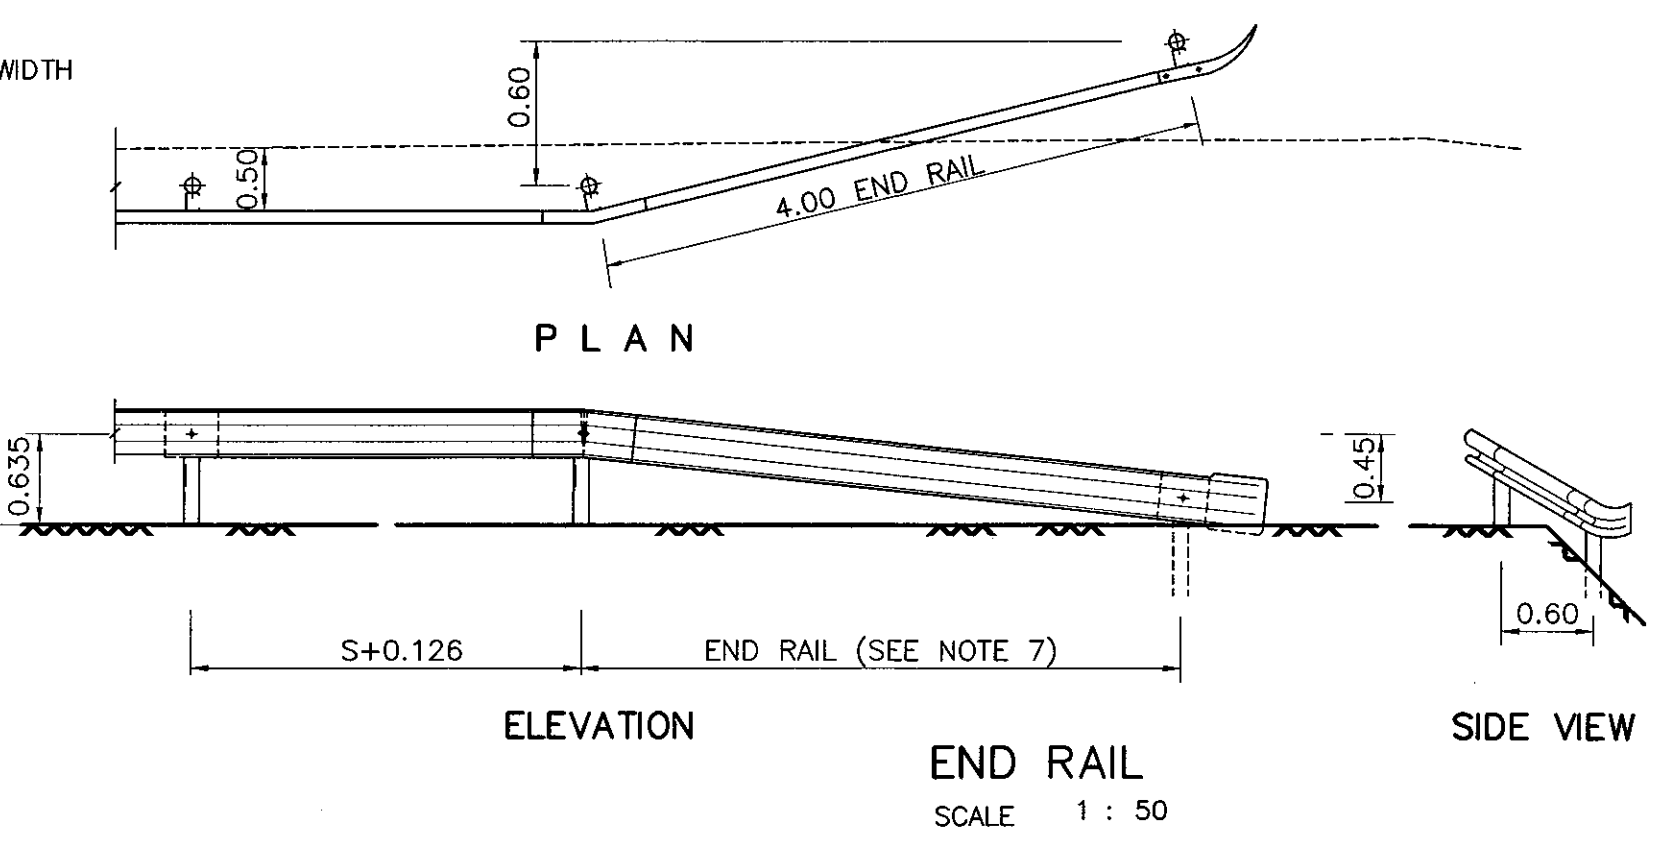 WIDTH
0.60
0.50
4.00 END RAIL
PLAN
0.635
0.45
0.60
S+0.126
END RAIL (SEE NOTE 7)
ELEVATION
SIDE VIEW
END RAIL
SCALE 1 : 50